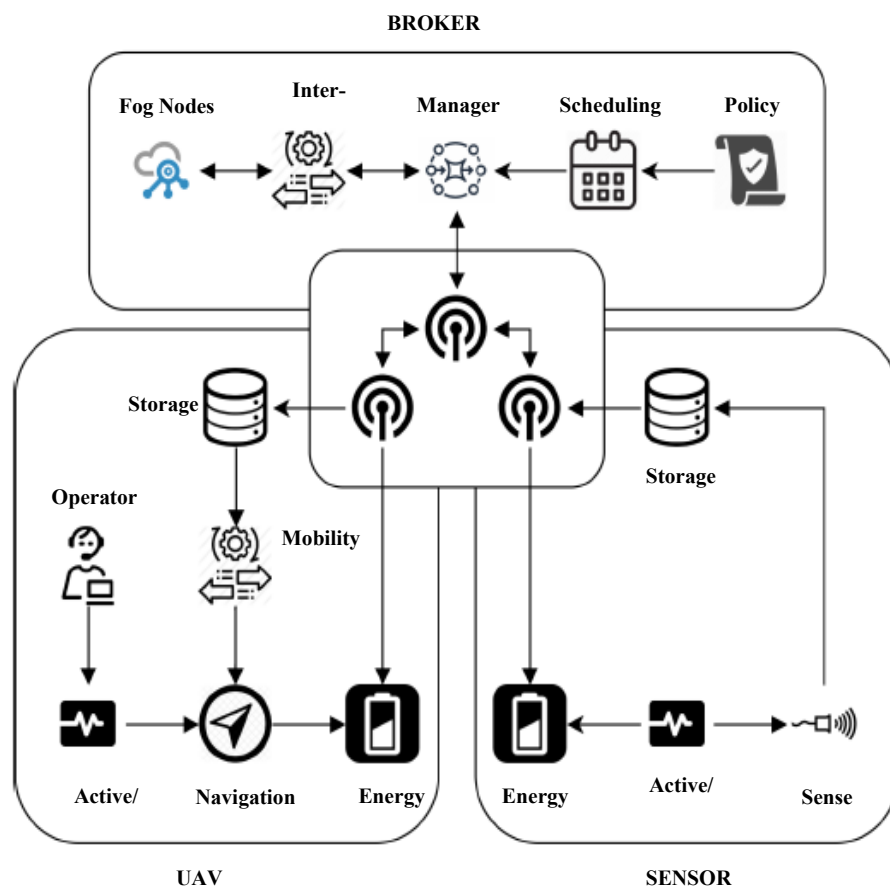 BROKER
Fog Nodes
Inter-
Manager
Scheduling
Policy
Storage
Storage
Operator
Mobility
Active/
Navigation
Energy
Energy
Active/
Sense
UAV
SENSOR